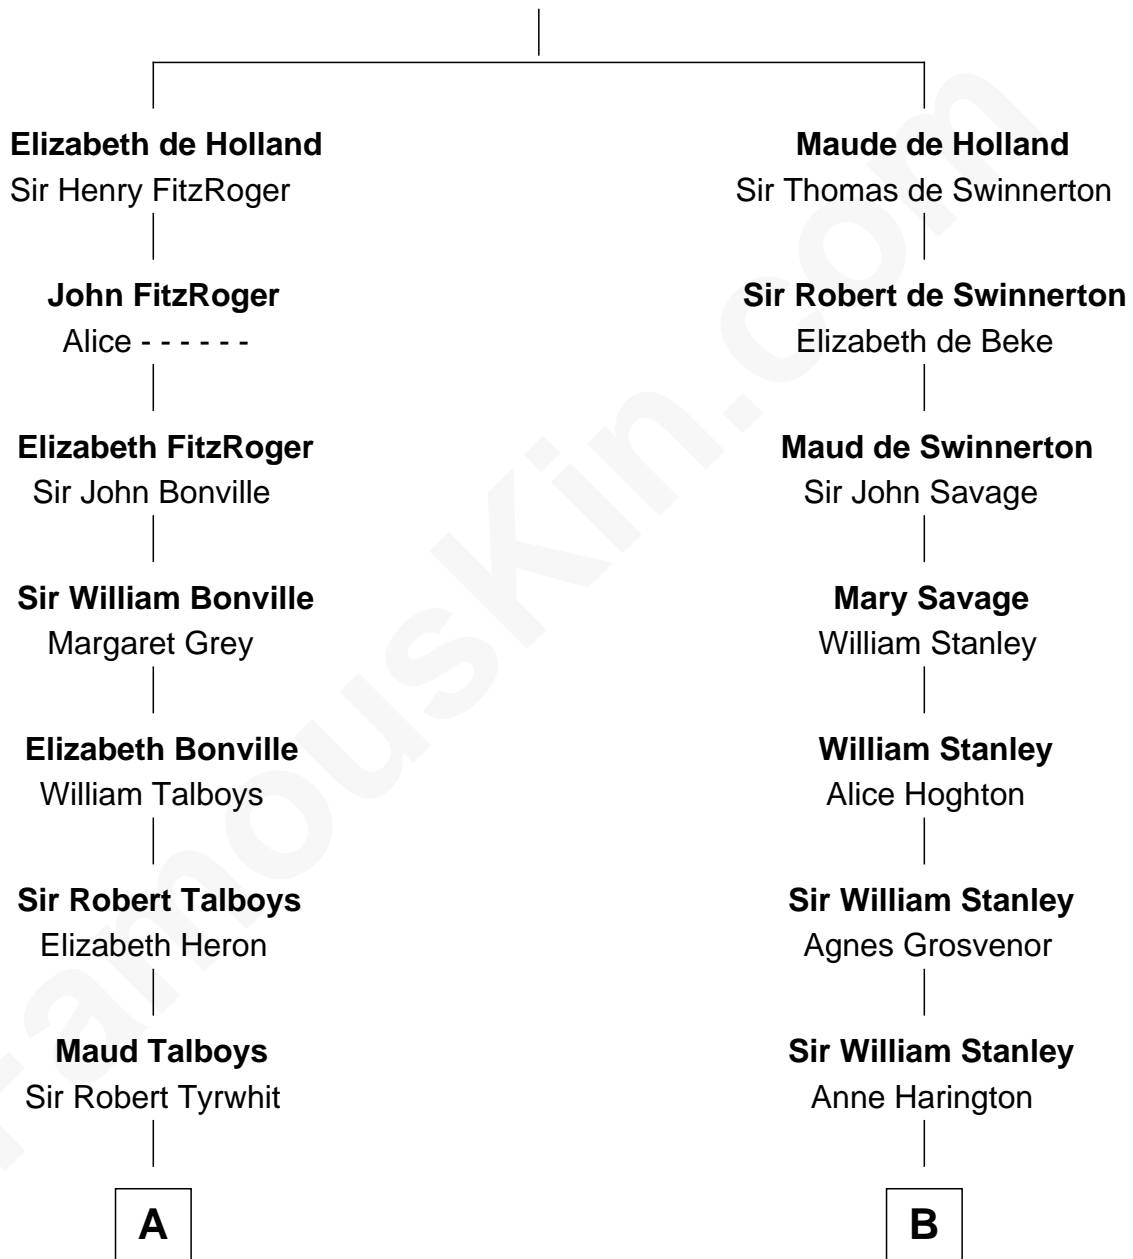 Elizabeth de Holland
Sir Henry FitzRoger
John FitzRoger
Alice - - - - - -
Elizabeth FitzRoger
Sir John Bonville
Sir William Bonville
Margaret Grey
Elizabeth Bonville
William Talboys
Sir Robert Talboys
Elizabeth Heron
Maud Talboys
Sir Robert Tyrwhit
A
Maude de Holland
Sir Thomas de Swinnerton
Sir Robert de Swinnerton
Elizabeth de Beke
Maud de Swinnerton
Sir John Savage
Mary Savage
William Stanley
William Stanley
Alice Hoghton
Sir William Stanley
Agnes Grosvenor
Sir William Stanley
Anne Harington
B
FamousKin.com